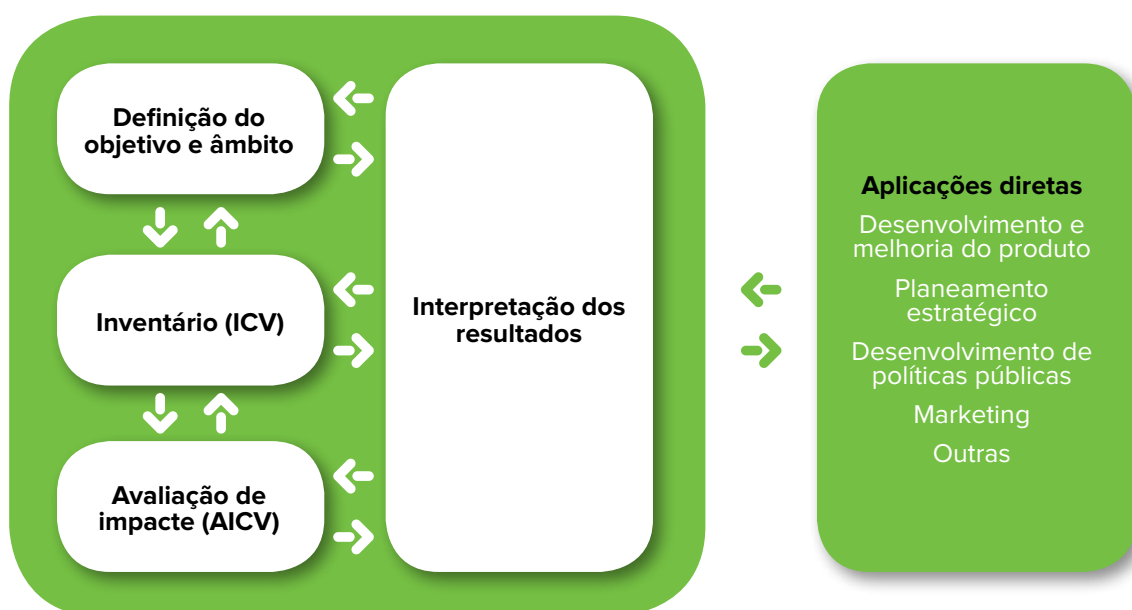 Definição do
objetivo e âmbito
Inventário (ICV)
Avaliação de
impacte (AICV)
Interpretação dos
resultados
Aplicações diretas
Desenvolvimento e
melhoria do produto
Planeamento
estratégico
Desenvolvimento de
políticas públicas
Marketing
Outras